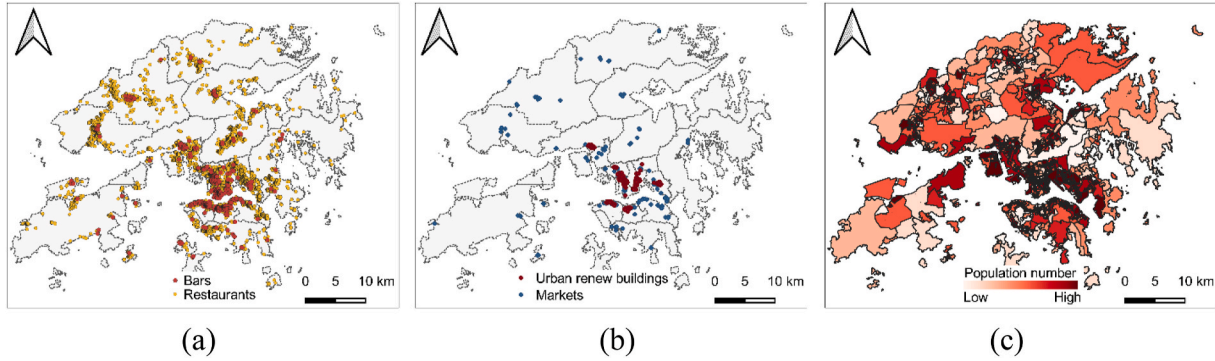 Bars
Restaurants
0 5 10 km
(a)
Urban renew buildings
Markets
0 5 10 km
(b)
Population number
Low High
0 5 10 km
(c)